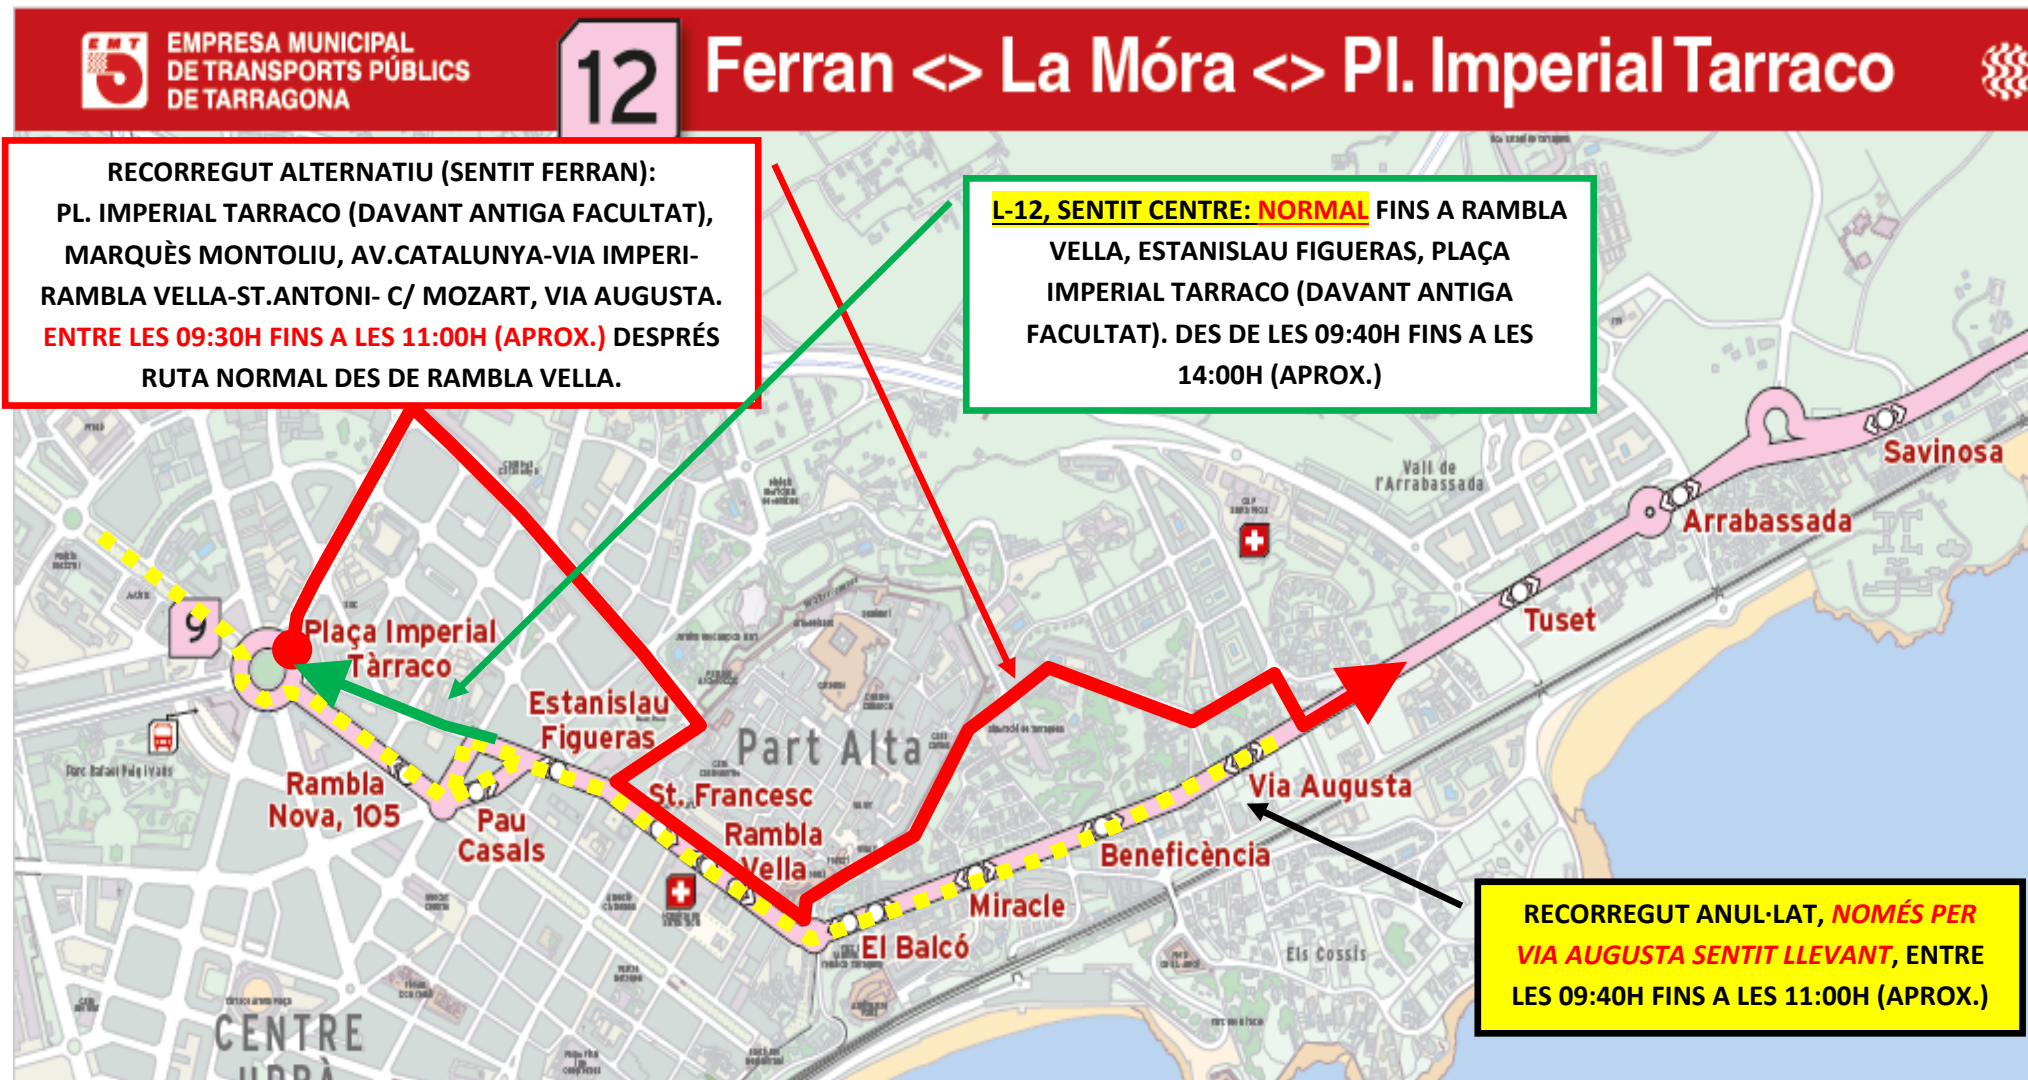 EMT
EMPRESA MUNICIPAL
DE TRANSPORTS PÚBLICS
DE TARRAGONA
12
Ferran <> La Móra <> Pl. Imperial Tarraco
RECORREGUT ALTERNATIU (SENTIT FERRAN):
PL. IMPERIAL TARRACO (DAVANT ANTIGA FACULTAT),
MARQUÈS MONTOLIU, AV.CATALUNYA-VIA IMPERI-
RAMBLA VELLA-ST.ANTONI- C/ MOZART, VIA AUGUSTA.
ENTRE LES 09:30H FINS A LES 11:00H (APROX.) DESPRÉS
RUTA NORMAL DES DE RAMBLA VELLA.
L-12, SENTIT CENTRE: NORMAL FINS A RAMBLA
VELLA, ESTANISLAU FIGUERAS, PLAÇA
IMPERIAL TARRACO (DAVANT ANTIGA
FACULTAT). DES DE LES 09:40H FINS A LES
14:00H (APROX.)
Savinosa
Vall de
l'Arrabassada
Arrabassada
Tuset
9
Plaça Imperial
Tàrraco
Estanislau
Figueras
Part Alta
Parc Rafael Puig i Valls
Rambla
Nova, 105
Pau
Casals
St. Francesc
Rambla
Vella
Via Augusta
Beneficència
Miracle
El Balcó
Els Cossis
RECORREGUT ANUL·LAT, NOMÉS PER
VIA AUGUSTA SENTIT LLEVANT, ENTRE
LES 09:40H FINS A LES 11:00H (APROX.)
CENTRE
URBÀ